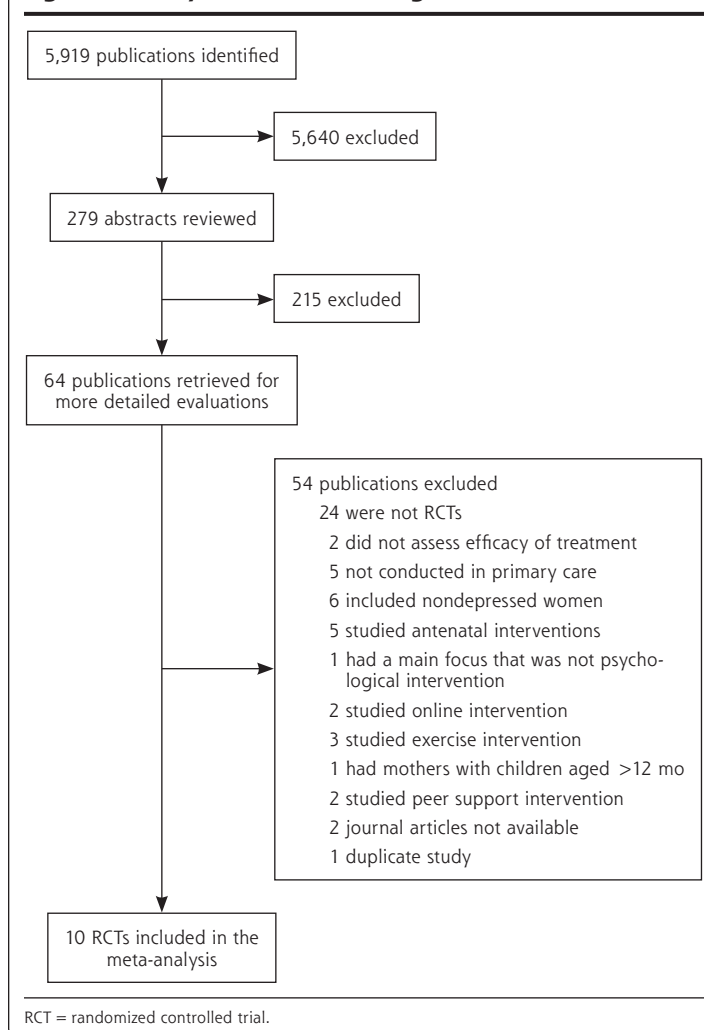 5,919 publications identified
5,640 excluded
279 abstracts reviewed
215 excluded
64 publications retrieved for
more detailed evaluations
54 publications excluded
24 were not RCTs
2 did not assess efficacy of treatment
5 not conducted in primary care
6 included nondepressed women
5 studied antenatal interventions
1 had a main focus that was not psycho-
logical intervention
2 studied online intervention
3 studied exercise intervention
1 had mothers with children aged >12 mo
2 studied peer support intervention
2 journal articles not available
1 duplicate study
10 RCTs included in the
meta-analysis
RCT = randomized controlled trial.